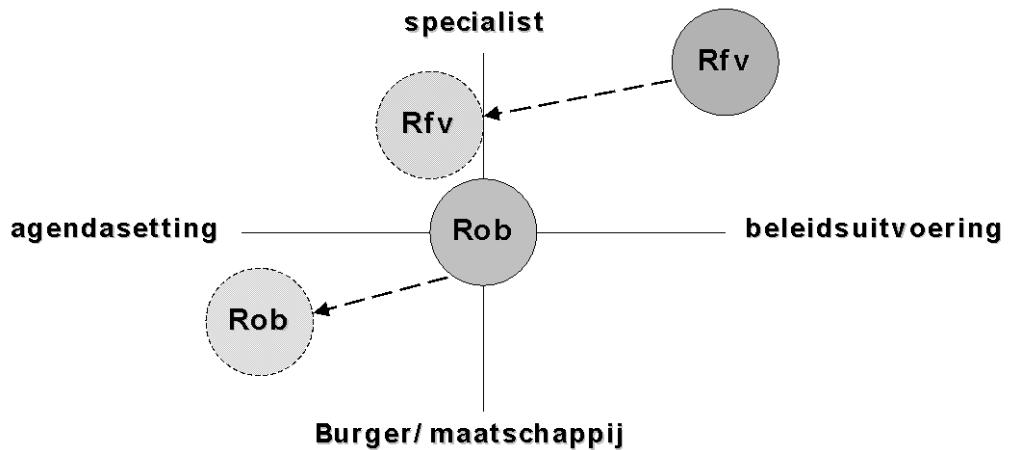 specialist
Rfv
Rfv
agendasetting
Rob
beleidsuitvoering
Rob
Burger/ maatschappij